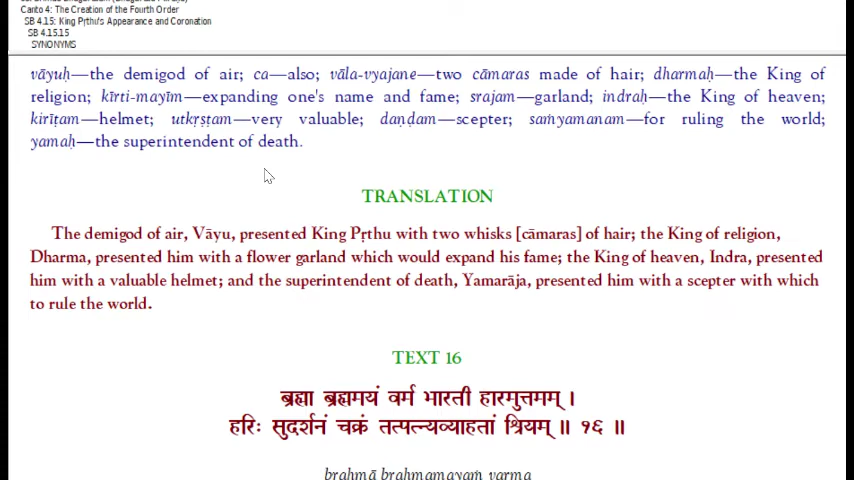 Canto 4: The Creation of the Fourth Order
SB 4.15: King Pṛthu's Appearance and Coronation
SB 4.15.15
SYNONYMS
vāyuḥ—the demigod of air; ca—also; vāla-vyajane—two cāmaras made of hair; dharmaḥ—the King of
religion; kīrti-mayīm—expanding one's name and fame; srajam—garland; indraḥ—the King of heaven;
kirīṭam—helmet; utkṛṣṭam—very valuable; daṇḍam—scepter; saṁyamanam—for ruling the world;
yamaḥ—the superintendent of death.
TRANSLATION
The demigod of air, Vāyu, presented King Pṛthu with two whisks [cāmaras] of hair; the King of religion,
Dharma, presented him with a flower garland which would expand his fame; the King of heaven, Indra, presented
him with a valuable helmet; and the superintendent of death, Yamarāja, presented him with a scepter with which
to rule the world.
TEXT 16
ब्रह्मा ब्रह्ममयं वर्म भारती हारमुत्तमम् ।
हरिः सुदर्शनं चक्रं तत्पत्न्यव्याहतां श्रियम् ॥ १६ ॥
brahmā brahmamayaṁ varma